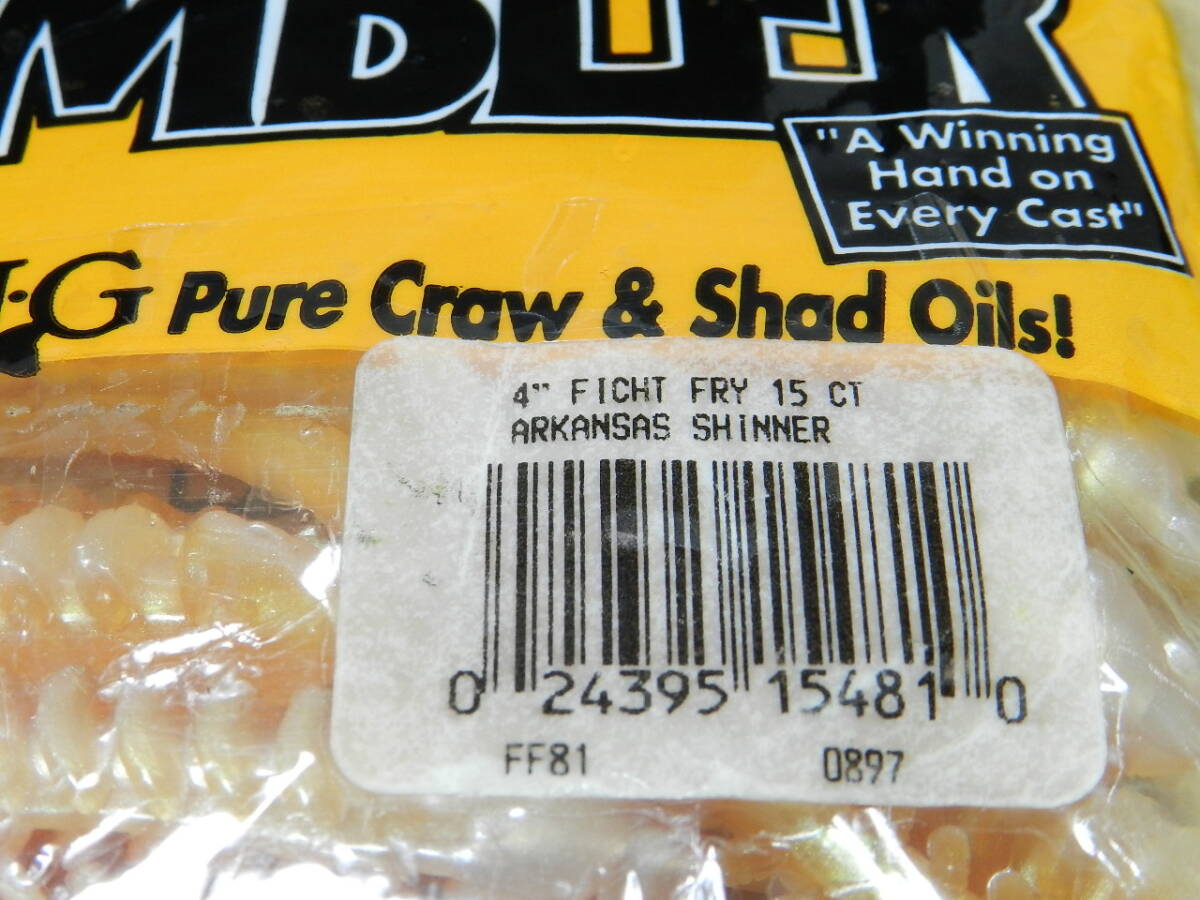 "A Winning
Hand on
Every Cast"
Pure Craw & Shad Oils!
4" FICHT FRY 15 CT
ARKANSAS SHINNER
0 24395 15481 0
FF81 0897